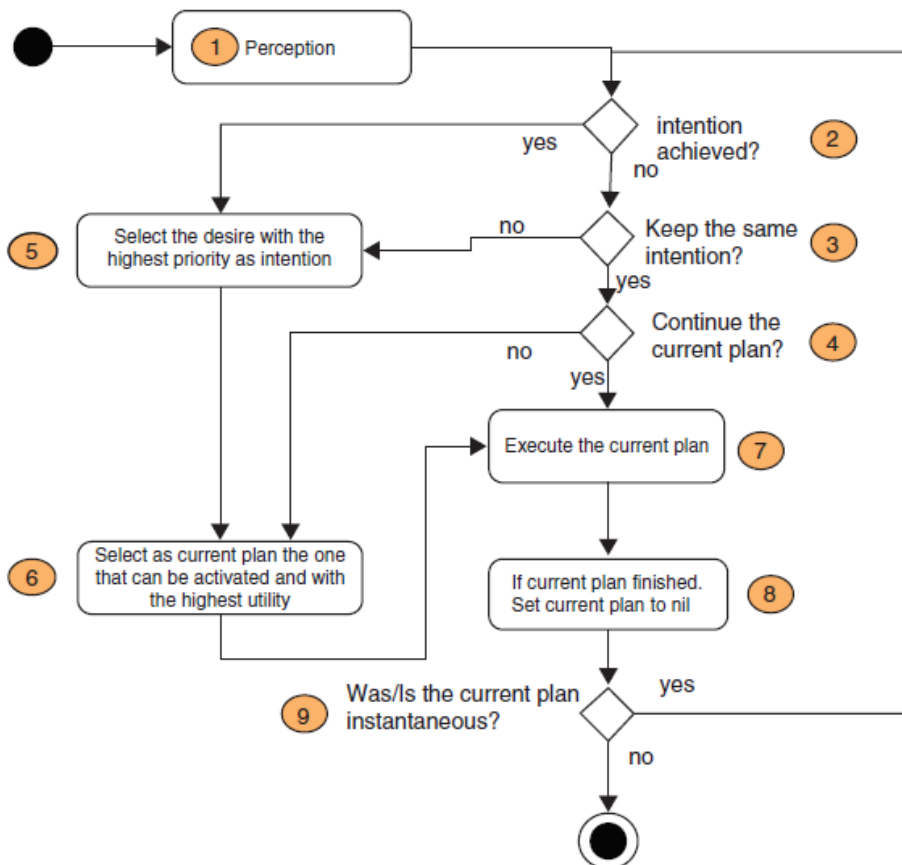 1 Perception
intention
achieved?
2
yes
no
5
Select the desire with the
highest priority as intention
no
Keep the same
intention?
3
yes
Continue the
current plan?
4
no
yes
Execute the current plan
7
6
Select as current plan the one
that can be activated and with
the highest utility
If current plan finished.
Set current plan to nil
8
9
Was/Is the current plan
instantaneous?
yes
no